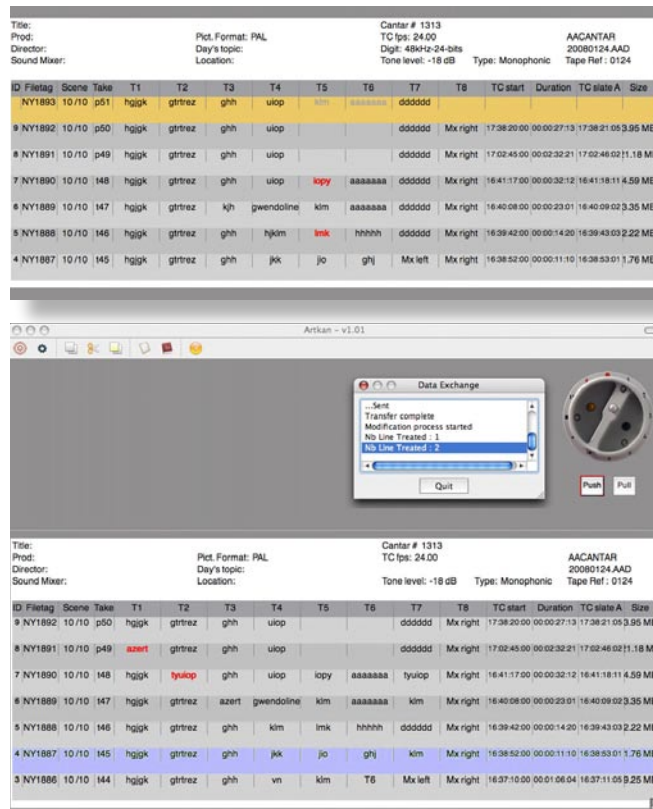 Title: Cantar # 1313
Prod: Pict. Format: PAL TC fps: 24.00 AACANTAR
Director: Day's topic: Digit: 48kHz-24-bits 20080124.AAD
Sound Mixer: Location: Tone level: -18 dB Type: Monophonic Tape Ref : 0124
ID Filetag Scene Take T1 T2 T3 T4 T5 T6 T7 T8 TC start Duration TC slate A Size
NY1893 10 /10 p51 hgjgk gtrtrez ghh uiop klm aaaaaaa dddddd
9 NY1892 10 /10 p50 hgjgk gtrtrez ghh uiop dddddd Mx right 17:38:20:00 00:00:27:13 17:38:21:05 3.95 ME
8 NY1891 10 /10 p49 hgjgk gtrtrez ghh uiop dddddd Mx right 17:02:45:00 00:02:32:21 17:02:46:02 1.18 M
7 NY1890 10 /10 t48 hgjgk gtrtrez ghh uiop iopy aaaaaaa dddddd Mx right 16:41:17:00 00:00:32:12 16:41:18:11 4.59 ME
6 NY1889 10 /10 t47 hgjgk gtrtrez kjh gwendoline klm aaaaaaa dddddd Mx right 16:40:08:00 00:00:23:01 16:40:09:02 3.35 ME
5 NY1888 10 /10 t46 hgjgk gtrtrez ghh hjklm lmk hhhhh dddddd Mx right 16:39:42:00 00:00:14:20 16:39:43:03 2.22 ME
4 NY1887 10 /10 t45 hgjgk gtrtrez ghh jkk jio ghj Mx left Mx right 16:38:52:00 00:00:11:10 16:38:53:01 1.76 ME
Artkan - v1.01
Data Exchange
...Sent
Transfer complete
Modification process started
Nb Line Treated : 1
Nb Line Treated : 2
Quit
Push Pull
Title: Cantar # 1313
Prod: Pict. Format: PAL TC fps: 24.00 AACANTAR
Director: Day's topic: 20080124.AAD
Sound Mixer: Location: Tone level: -18 dB Type: Monophonic Tape Ref : 0124
ID Filetag Scene Take T1 T2 T3 T4 T5 T6 T7 T8 TC start Duration TC slate A Size
9 NY1892 10 /10 p50 hgjgk gtrtrez ghh uiop dddddd Mx right 17:38:20:00 00:00:27:13 17:38:21:05 3.95 ME
8 NY1891 10 /10 p49 azert gtrtrez ghh uiop dddddd Mx right 17:02:45:00 00:02:32:21 17:02:46:02 1.18 M
7 NY1890 10 /10 t48 hgjgk tyuiop ghh uiop iopy aaaaaaa tyuiop Mx right 16:41:17:00 00:00:32:12 16:41:18:11 4.59 ME
6 NY1889 10 /10 t47 hgjgk gtrtrez azert gwendoline klm aaaaaaa klm Mx right 16:40:08:00 00:00:23:01 16:40:09:02 3.35 ME
5 NY1888 10 /10 t46 hgjgk gtrtrez ghh klm lmk hhhhh dddddd Mx right 16:39:42:00 00:00:14:20 16:39:43:03 2.22 ME
4 NY1887 10 /10 t45 hgjgk gtrtrez ghh jkk jio ghj klm Mx right 16:38:52:00 00:00:11:10 16:38:53:01 1.76 ME
3 NY1886 10 /10 t44 hgjgk gtrtrez ghh vn klm T6 Mx left Mx right 16:37:10:00 00:01:06:04 16:37:11:05 9.25 ME